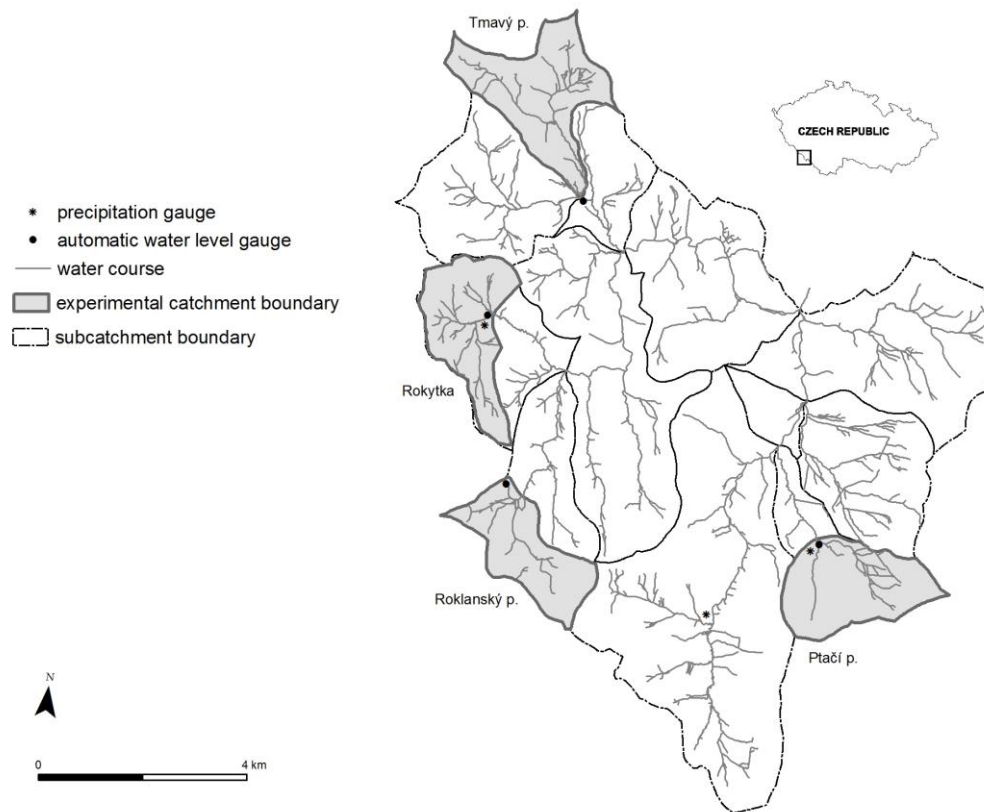 Tmavý p.
CZECH REPUBLIC
precipitation gauge
automatic water level gauge
water course
experimental catchment boundary
subcatchment boundary
Rokytka
Roklanský p.
Ptačí p.
N
0
4 km